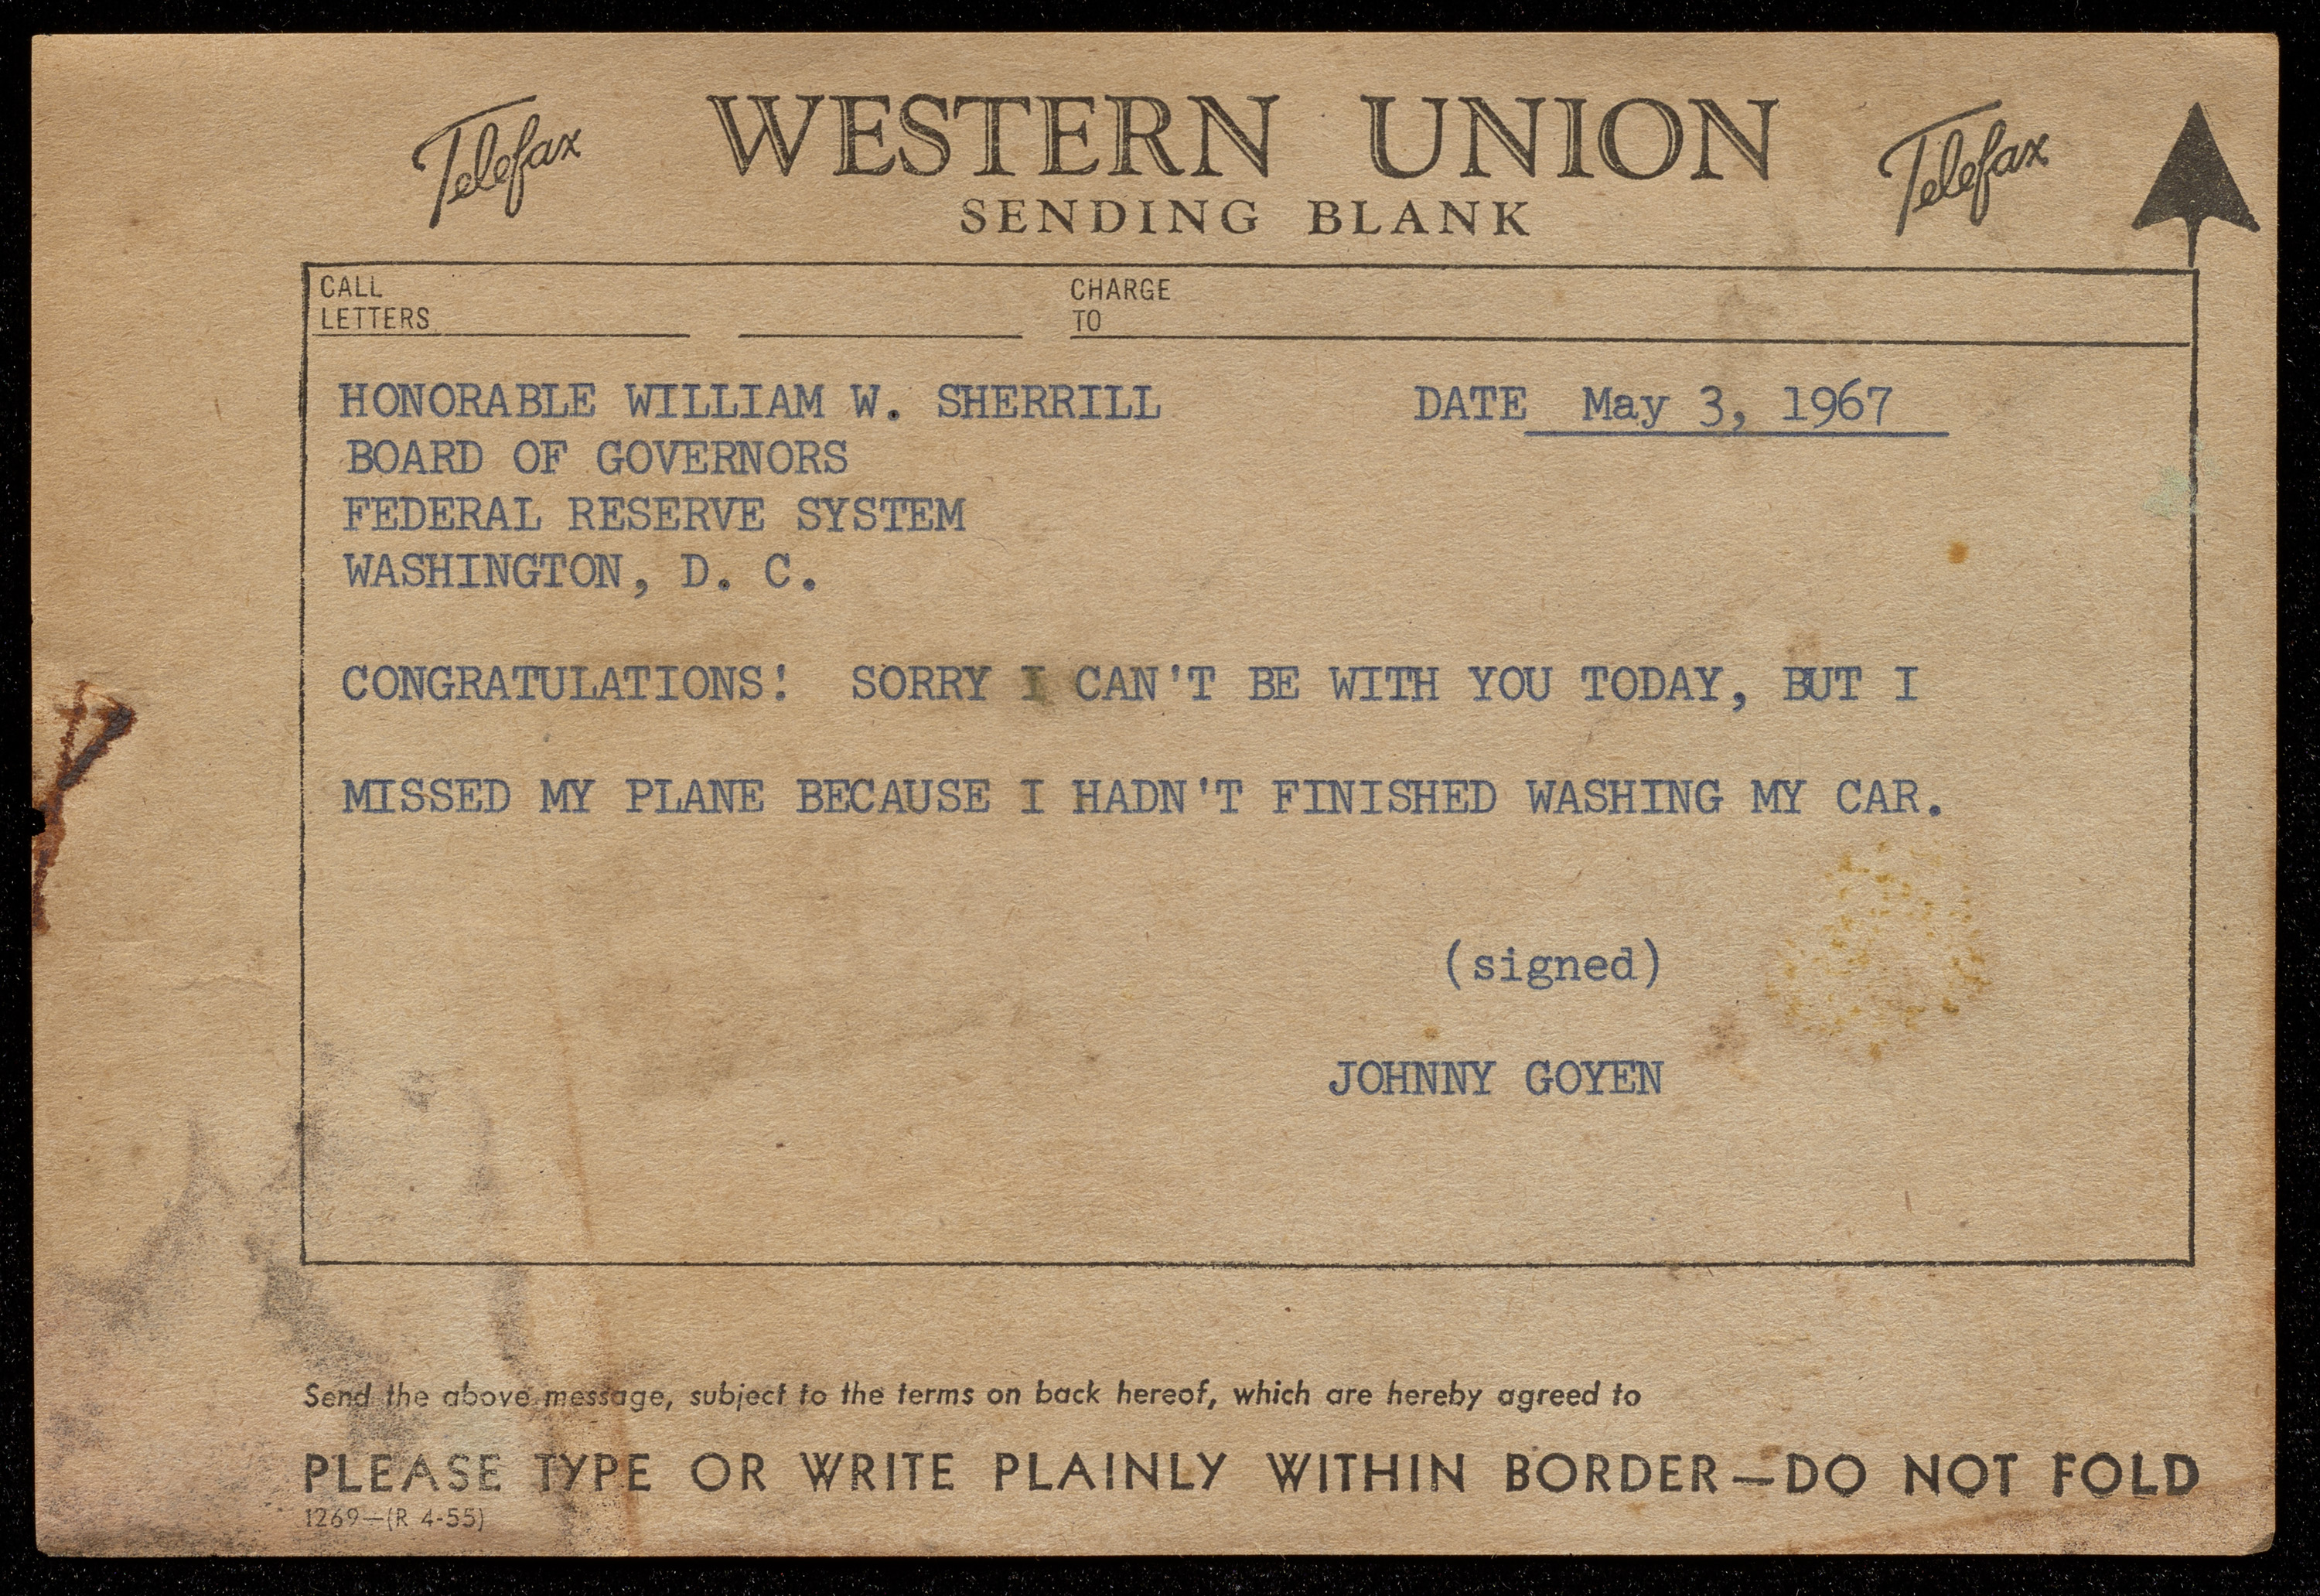 Telefax WESTERN UNION Telefax
SENDING BLANK
CALL
LETTERS
CHARGE
TO
HONORABLE WILLIAM W. SHERRILL DATE May 3, 1967
BOARD OF GOVERNORS
FEDERAL RESERVE SYSTEM
WASHINGTON, D. C.
CONGRATULATIONS! SORRY I CAN'T BE WITH YOU TODAY, BUT I
MISSED MY PLANE BECAUSE I HADN'T FINISHED WASHING MY CAR.
(signed)
JOHNNY GOYEN
Send the above message, subject to the terms on back hereof, which are hereby agreed to
PLEASE TYPE OR WRITE PLAINLY WITHIN BORDER—DO NOT FOLD
1269—(R 4-55)